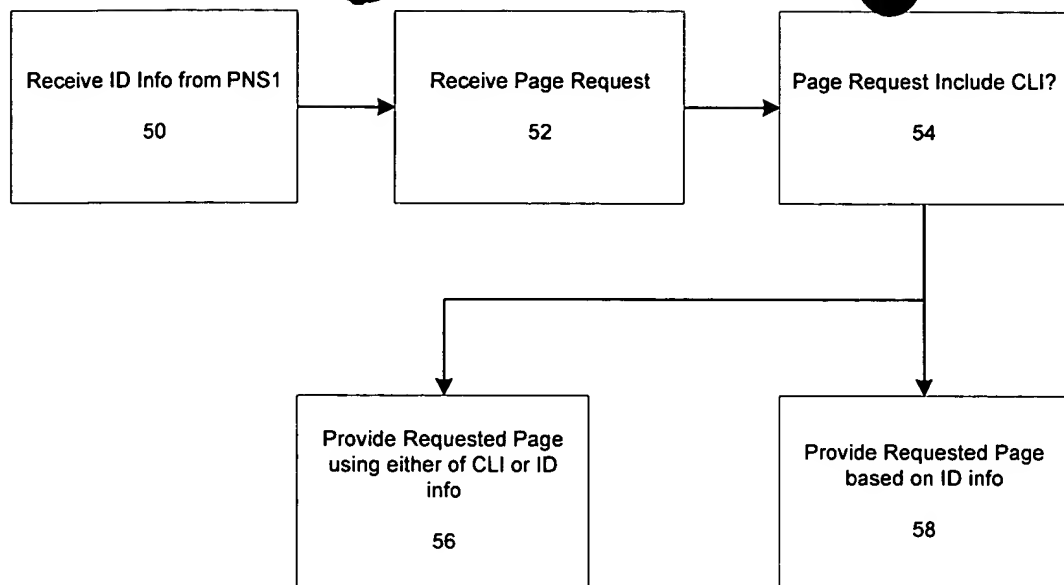 Receive ID Info from PNS1
50
Receive Page Request
52
Page Request Include CLI?
54
Provide Requested Page
using either of CLI or ID
info
56
Provide Requested Page
based on ID info
58